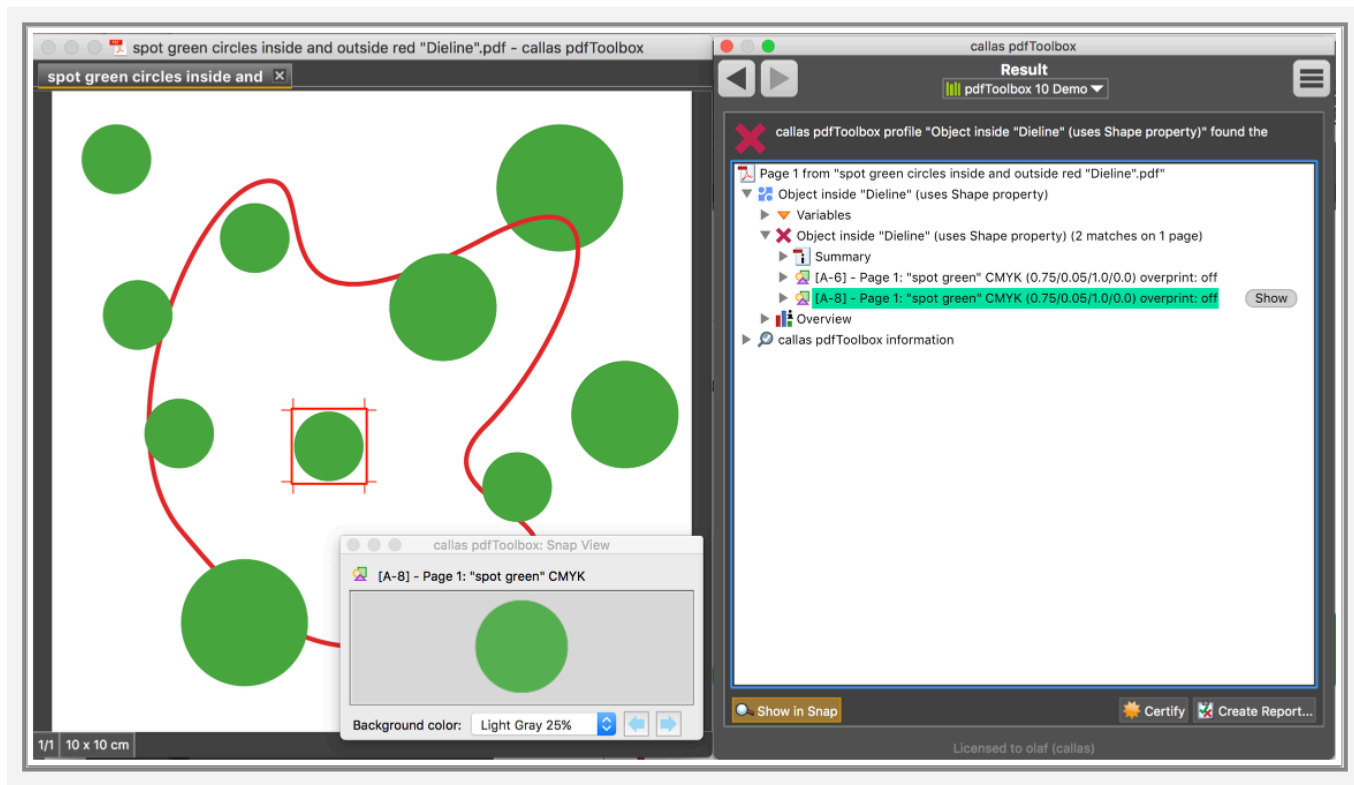 spot green circles inside and outside red "Dieline".pdf - callas pdfToolbox
spot green circles inside and
callas pdfToolbox: Snap View
[A-8] - Page 1: "spot green" CMYK
Background color: Light Gray 25%
1/1 10 x 10 cm
callas pdfToolbox
Result
pdfToolbox 10 Demo
callas pdfToolbox profile "Object inside "Dieline" (uses Shape property)" found the
Page 1 from "spot green circles inside and outside red "Dieline".pdf"
Object inside "Dieline" (uses Shape property)
Variables
Object inside "Dieline" (uses Shape property) (2 matches on 1 page)
Summary
[A-6] - Page 1: "spot green" CMYK (0.75/0.05/1.0/0.0) overprint: off
[A-8] - Page 1: "spot green" CMYK (0.75/0.05/1.0/0.0) overprint: off Show
Overview
callas pdfToolbox information
Show in Snap Certify Create Report...
Licensed to olaf (callas)